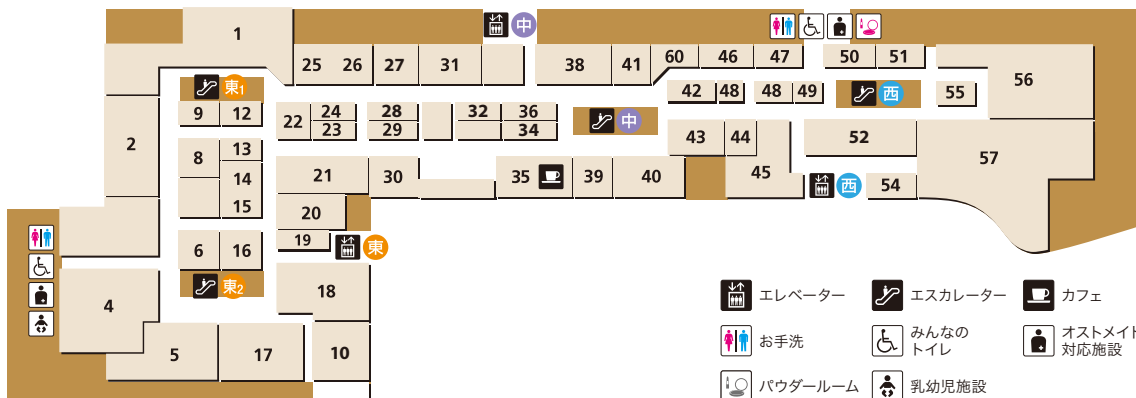 1
中
25 26 27 31
38 41 60 46 47
50 51
56
東1
9 12
2
22 24 28 32 36
23 29 34
中
42 48 48 49
西
55
8 13
14
15
21 30
35 39 40
43 44 45
52
57
54
西
20
19
東
6 16
東2
4
18
5 17 10
エレベーター
エスカレーター
カフェ
お手洗
みんなの
トイレ
オストメイト
対応施設
パウダールーム
乳幼児施設